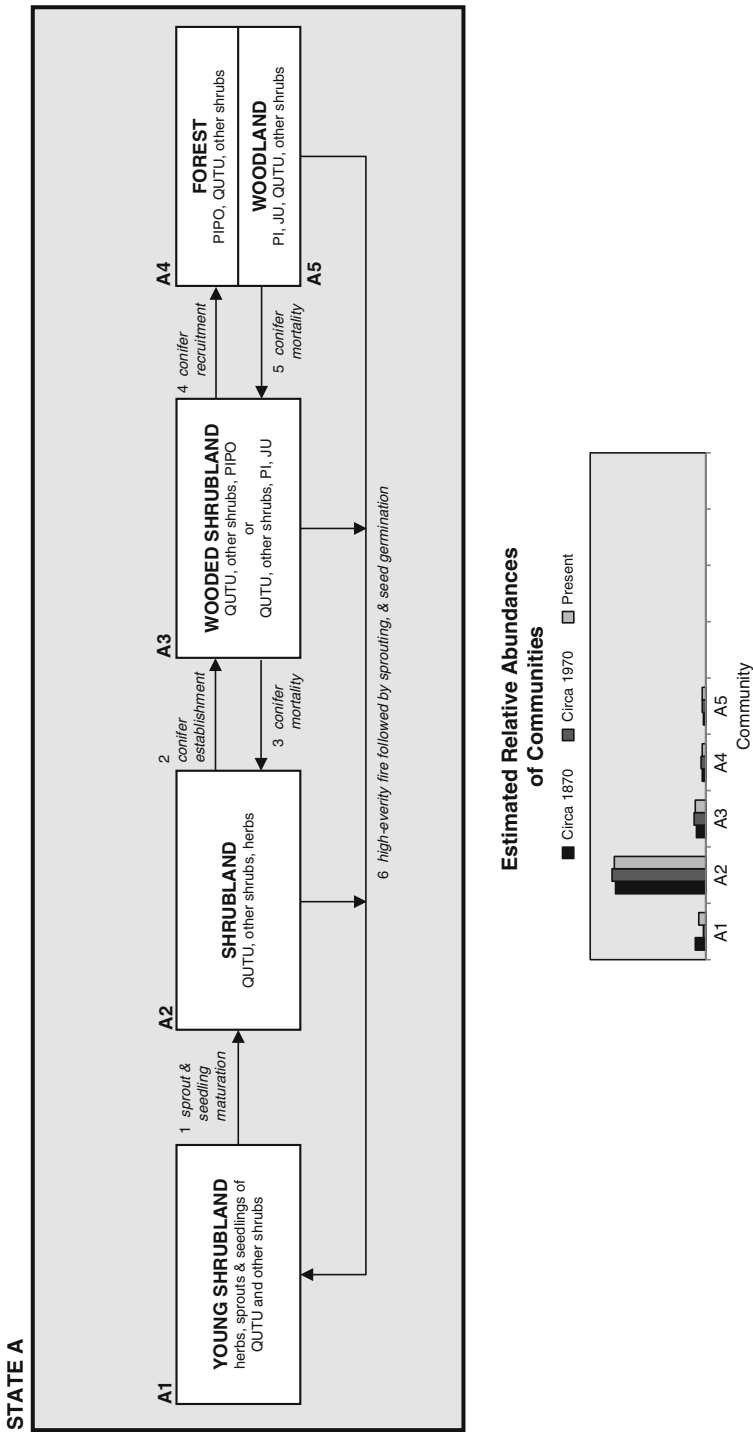 STATE A
A1
YOUNG SHRUBLAND
herbs, sprouts & seedlings of
QUTU and other shrubs
1 sprout &
seedling
maturation
A2
SHRUBLAND
QUTU, other shrubs, herbs
2
conifer
establishment
3 conifer
mortality
A3
WOODED SHRUBLAND
QUTU, other shrubs, PIPO
or
QUTU, other shrubs, PI, JU
4 conifer
recruitment
5 conifer
mortality
A4
FOREST
PIPO, QUTU, other shrubs
WOODLAND
PI, JU, QUTU, other shrubs
A5
6 high-everity fire followed by sprouting, & seed germination
Estimated Relative Abundances
of Communities
Circa 1870
Circa 1970
Present
A1
A2
A3
A4
A5
Community